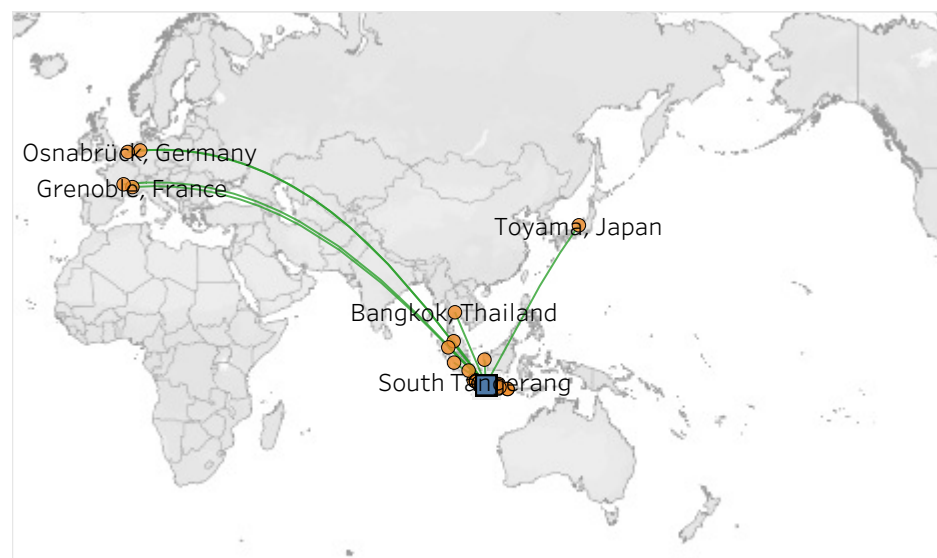 Osnabrück, Germany
Grenoble, France
Toyama, Japan
Bangkok, Thailand
South Tangerang